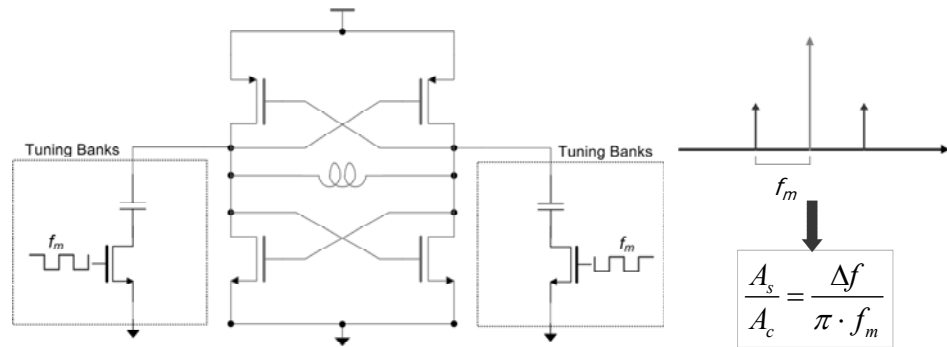 Tuning Banks
Tuning Banks
f_m
f_m
f_m
A_s/A_c = Δf/(π · f_m)